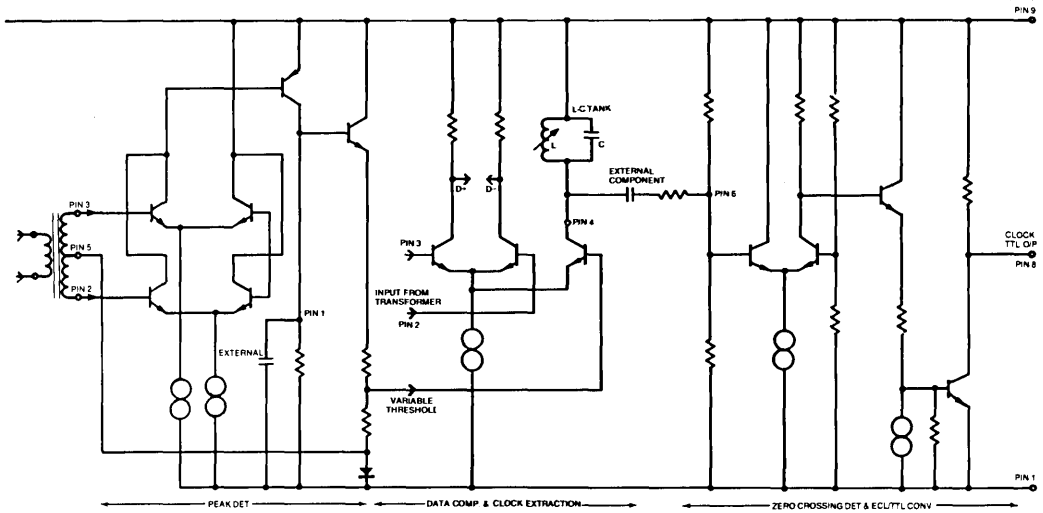 PIN 9
L-C TANK
L
C
D+
D-
EXTERNAL
COMPONENT
PIN 6
PIN 4
PIN 3
PIN 5
PIN 2
PIN 3
INPUT FROM
TRANSFORMER
PIN 2
CLOCK
TTL O/P
PIN 8
PIN 1
EXTERNAL
VARIABLE
THRESHOLD
PIN 1
PEAK DET
DATA COMP & CLOCK EXTRACTION
ZERO CROSSING DET & ECL/TTL CONV